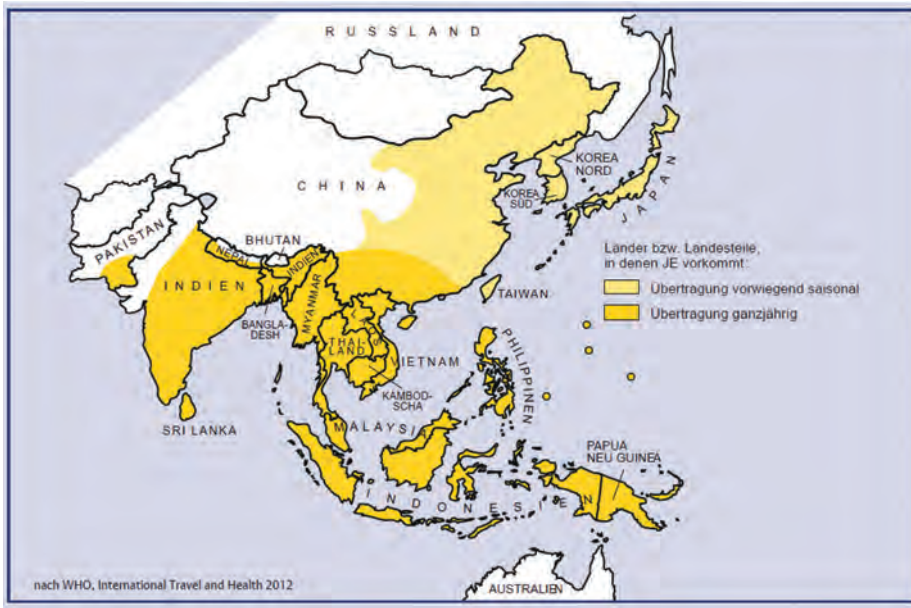 RUSSLAND
CHINA
KOREA
NORD
KOREA
SÜD
JAPAN
PAKISTAN
BHUTAN
NEPAL
INDIEN
INDIEN
BANGLA-
DESH
MYANMAR
THAI-
LAND
VIETNAM
KAMBOD-
SCHA
TAIWAN
PHILIPPINEN
SRI LANKA
MALAYSIA
INDONESIEN
PAPUA
NEU GUINEA
AUSTRALIEN
Länder bzw. Landesteile,
in denen JE vorkommt:
Übertragung vorwiegend saisonal
Übertragung ganzjährig
nach WHO, International Travel and Health 2012